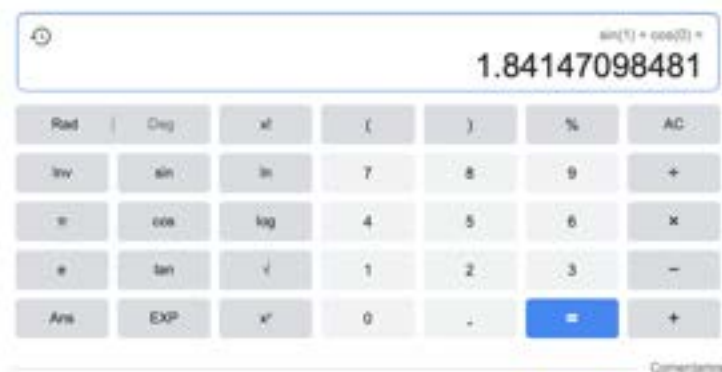 sin(1) + cos(0) =
1.84147098481
Rad | Deg x! ( ) % AC
Inv sin ln 7 8 9 ÷
π cos log 4 5 6 ×
e tan √ 1 2 3 −
Ans EXP xʸ 0 . = +
Comentarios